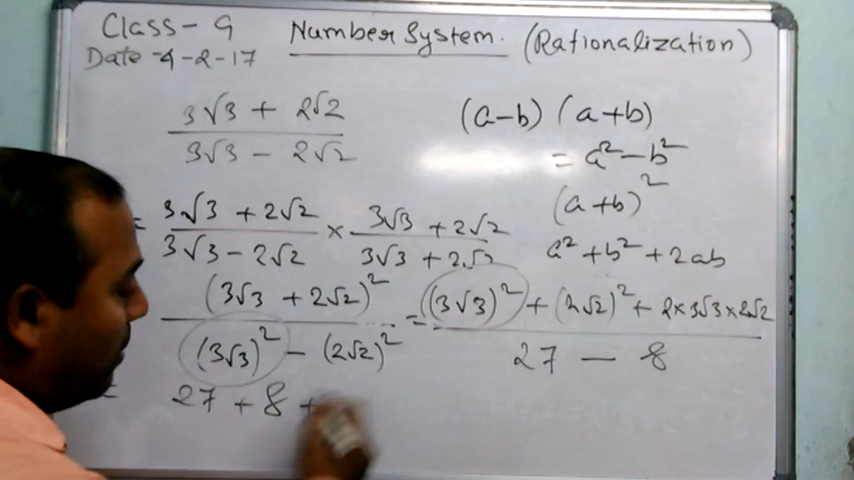 Class-9 Number System. (Rationalization)
Date -4-2-17
3√3 + 2√2
3√3 - 2√2
(a-b) (a+b)
= a²-b²
(a+b)²
a²+b²+2ab
= 3√3 + 2√2 × 3√3 + 2√2
3√3 - 2√2 3√3 + 2√2
(3√3 + 2√2)² = (3√3)² + (2√2)² + 2×3√3×2√2
(3√3)² - (2√2)² 27 - 8
= 27 + 8 +